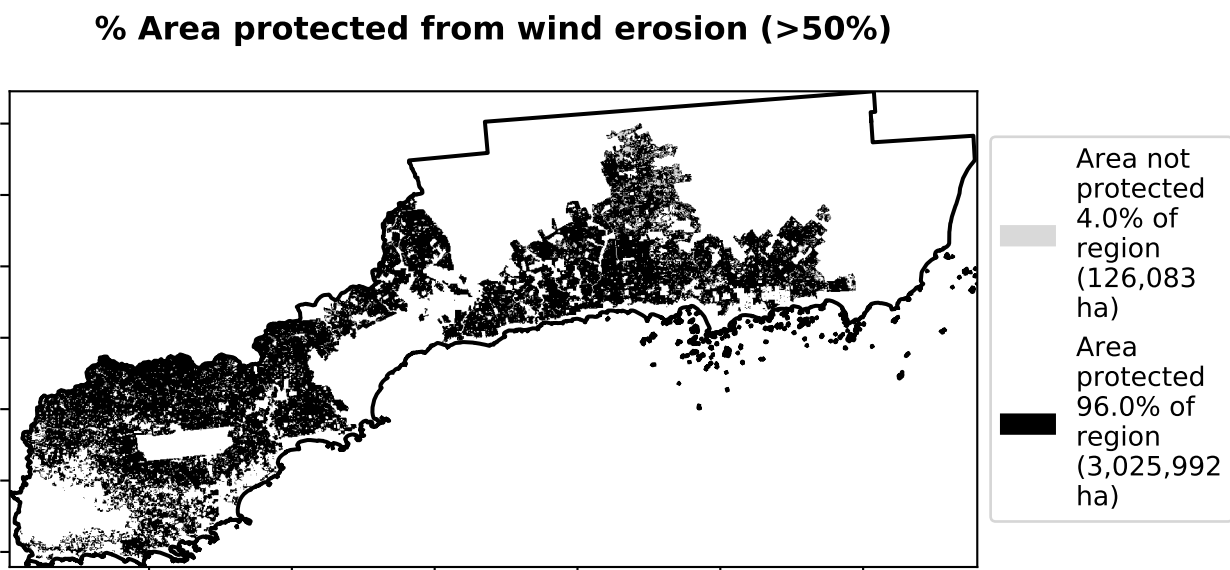 % Area protected from wind erosion (>50%)
Area not
protected
4.0% of
region
(126,083
ha)
Area
protected
96.0% of
region
(3,025,992
ha)